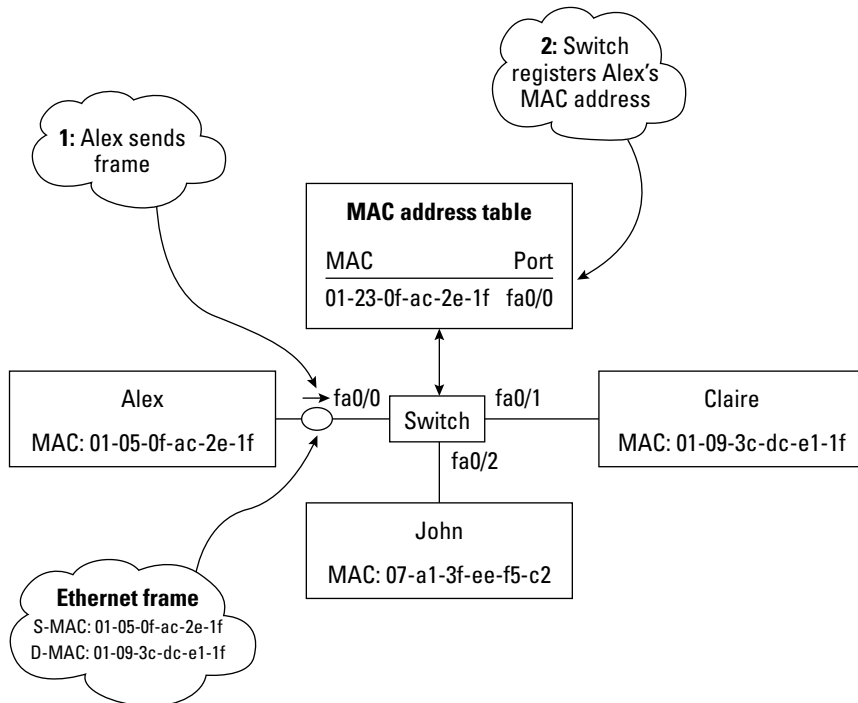 2: Switch
registers Alex's
MAC address
1: Alex sends
frame
MAC address table
MAC Port
01-23-0f-ac-2e-1f fa0/0
Alex
MAC: 01-05-0f-ac-2e-1f
fa0/0
Switch
fa0/1
fa0/2
Claire
MAC: 01-09-3c-dc-e1-1f
John
MAC: 07-a1-3f-ee-f5-c2
Ethernet frame
S-MAC: 01-05-0f-ac-2e-1f
D-MAC: 01-09-3c-dc-e1-1f